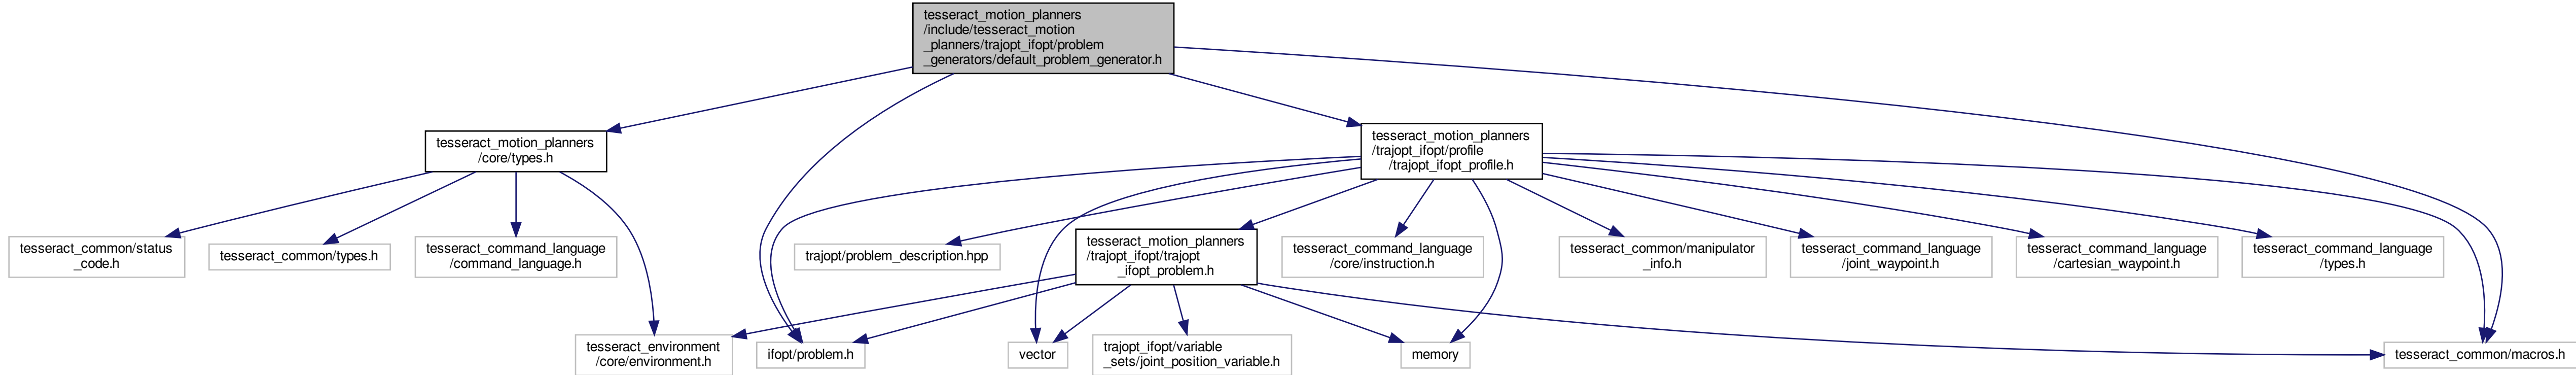 tesseract_motion_planners
/include/tesseract_motion
_planners/trajopt_ifopt/problem
_generators/default_problem_generator.h
tesseract_motion_planners
/core/types.h
tesseract_motion_planners
/trajopt_ifopt/profile
/trajopt_ifopt_profile.h
tesseract_common/status
_code.h
tesseract_common/types.h
tesseract_command_language
/command_language.h
trajopt/problem_description.hpp
tesseract_motion_planners
/trajopt_ifopt/trajopt
_ifopt_problem.h
tesseract_command_language
/core/instruction.h
tesseract_common/manipulator
_info.h
tesseract_command_language
/joint_waypoint.h
tesseract_command_language
/cartesian_waypoint.h
tesseract_command_language
/types.h
tesseract_environment
/core/environment.h
ifopt/problem.h
vector
trajopt_ifopt/variable
_sets/joint_position_variable.h
memory
tesseract_common/macros.h